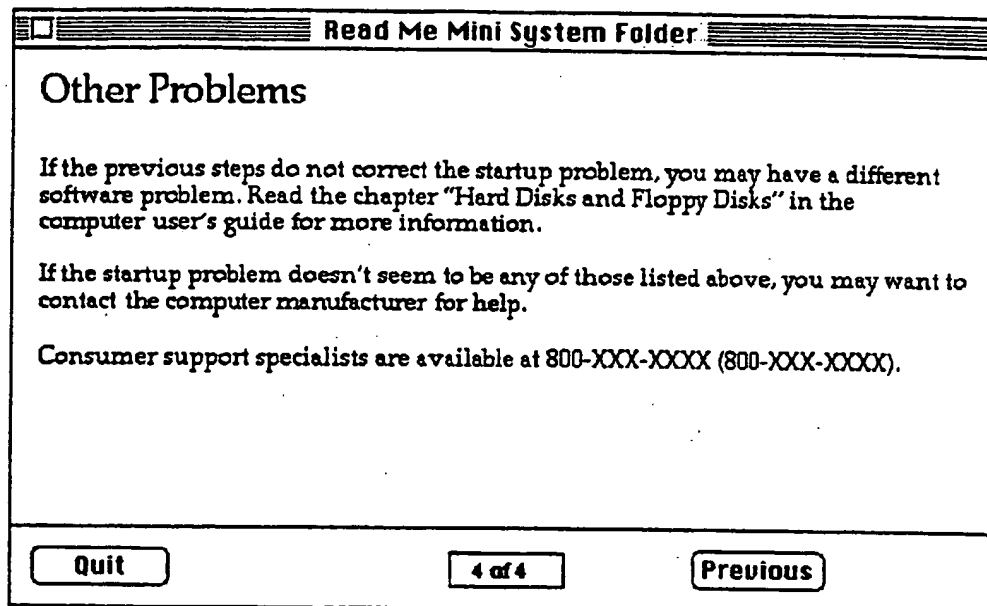 Read Me Mini System Folder
Other Problems
If the previous steps do not correct the startup problem, you may have a different
software problem. Read the chapter "Hard Disks and Floppy Disks" in the
computer user's guide for more information.
If the startup problem doesn't seem to be any of those listed above, you may want to
contact the computer manufacturer for help.
Consumer support specialists are available at 800-XXX-XXXX (800-XXX-XXXX).
Quit
4 of 4
Previous